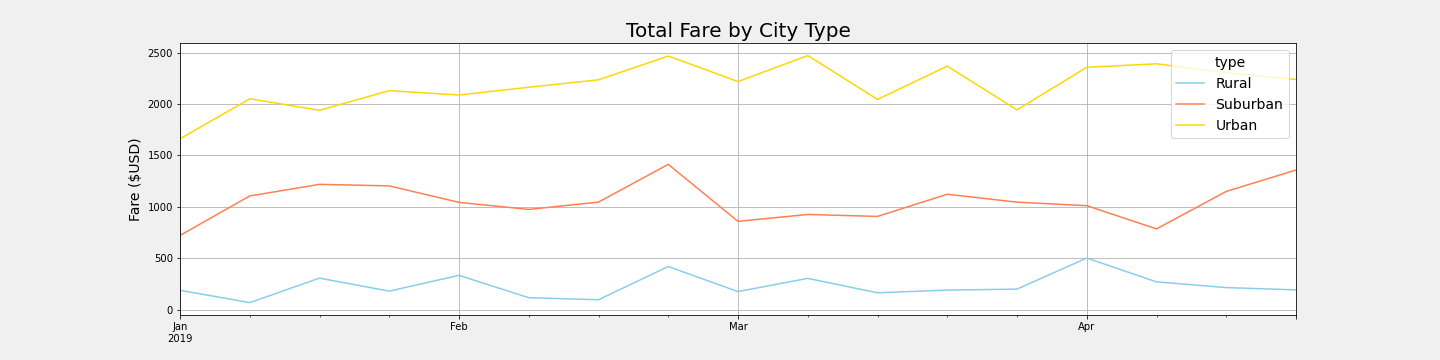 Total Fare by City Type
Fare ($USD)
2500
2000
1500
1000
500
0
Jan
2019
Feb
Mar
Apr
type
Rural
Suburban
Urban